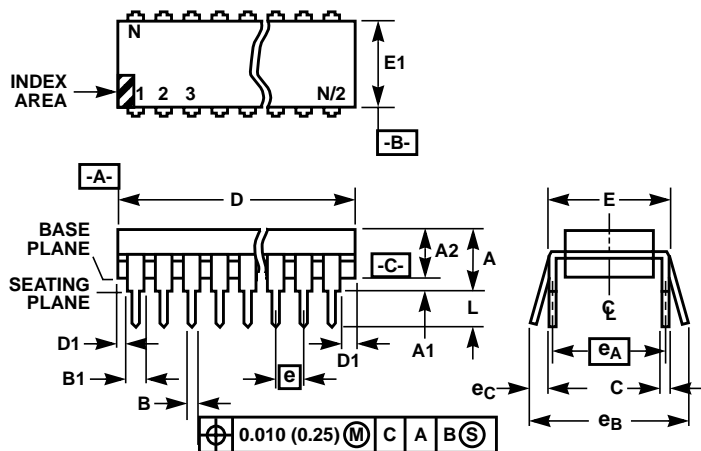 N
E1
INDEX
AREA
1 2 3 N/2
-B-
-A-
D
E
BASE
PLANE
A2
A
-C-
SEATING
PLANE
L
D1
A1
D1
B1
e
B
C
L
eA
eC
C
eB
0.010 (0.25) M C A B S